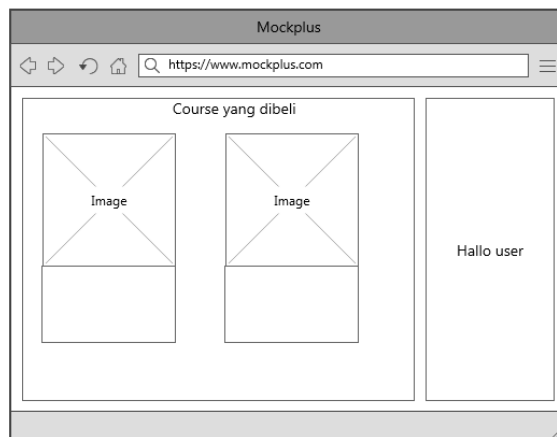 Mockplus
https://www.mockplus.com
Course yang dibeli
Image
Image
Hallo user